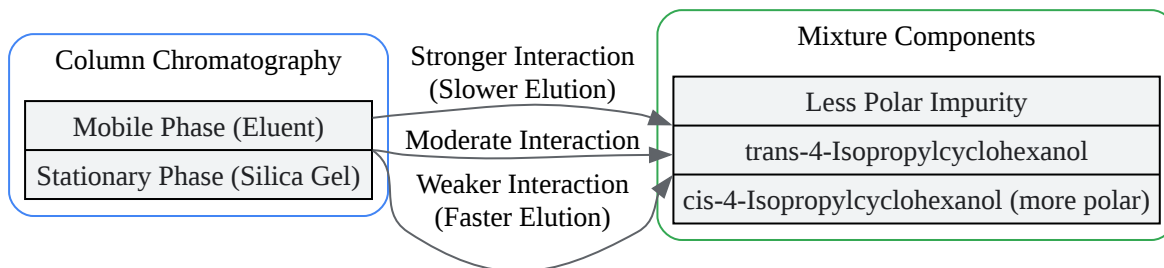 Column Chromatography
Mobile Phase (Eluent)
Stationary Phase (Silica Gel)
Stronger Interaction
(Slower Elution)
Moderate Interaction
Weaker Interaction
(Faster Elution)
Mixture Components
Less Polar Impurity
trans-4-Isopropylcyclohexanol
cis-4-Isopropylcyclohexanol (more polar)